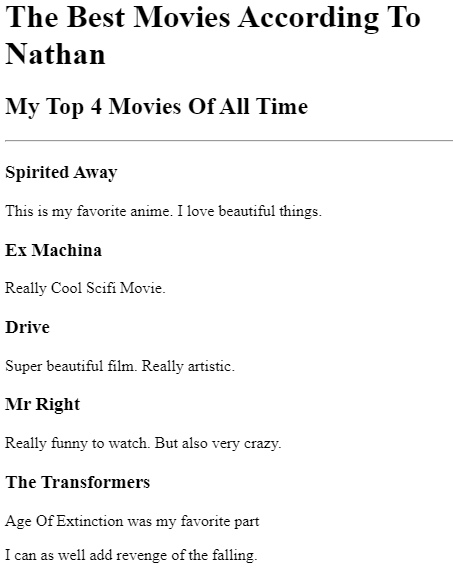 The Best Movies According To
Nathan
My Top 4 Movies Of All Time
Spirited Away
This is my favorite anime. I love beautiful things.
Ex Machina
Really Cool Scifi Movie.
Drive
Super beautiful film. Really artistic.
Mr Right
Really funny to watch. But also very crazy.
The Transformers
Age Of Extinction was my favorite part
I can as well add revenge of the falling.